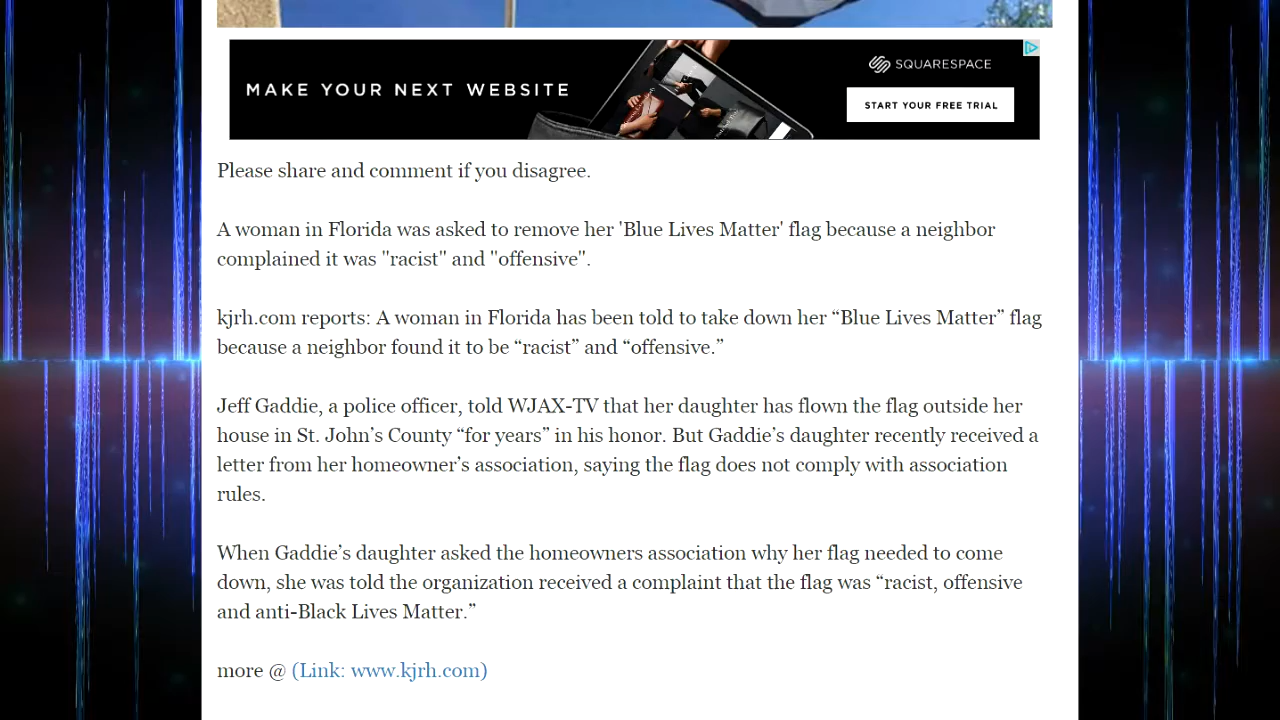 MAKE YOUR NEXT WEBSITE
SQUARESPACE
START YOUR FREE TRIAL
Please share and comment if you disagree.
A woman in Florida was asked to remove her 'Blue Lives Matter' flag because a neighbor
complained it was "racist" and "offensive".
kjrh.com reports: A woman in Florida has been told to take down her “Blue Lives Matter” flag
because a neighbor found it to be “racist” and “offensive.”
Jeff Gaddie, a police officer, told WJAX-TV that her daughter has flown the flag outside her
house in St. John’s County “for years” in his honor. But Gaddie’s daughter recently received a
letter from her homeowner’s association, saying the flag does not comply with association
rules.
When Gaddie’s daughter asked the homeowners association why her flag needed to come
down, she was told the organization received a complaint that the flag was “racist, offensive
and anti-Black Lives Matter.”
more @ (Link: www.kjrh.com)